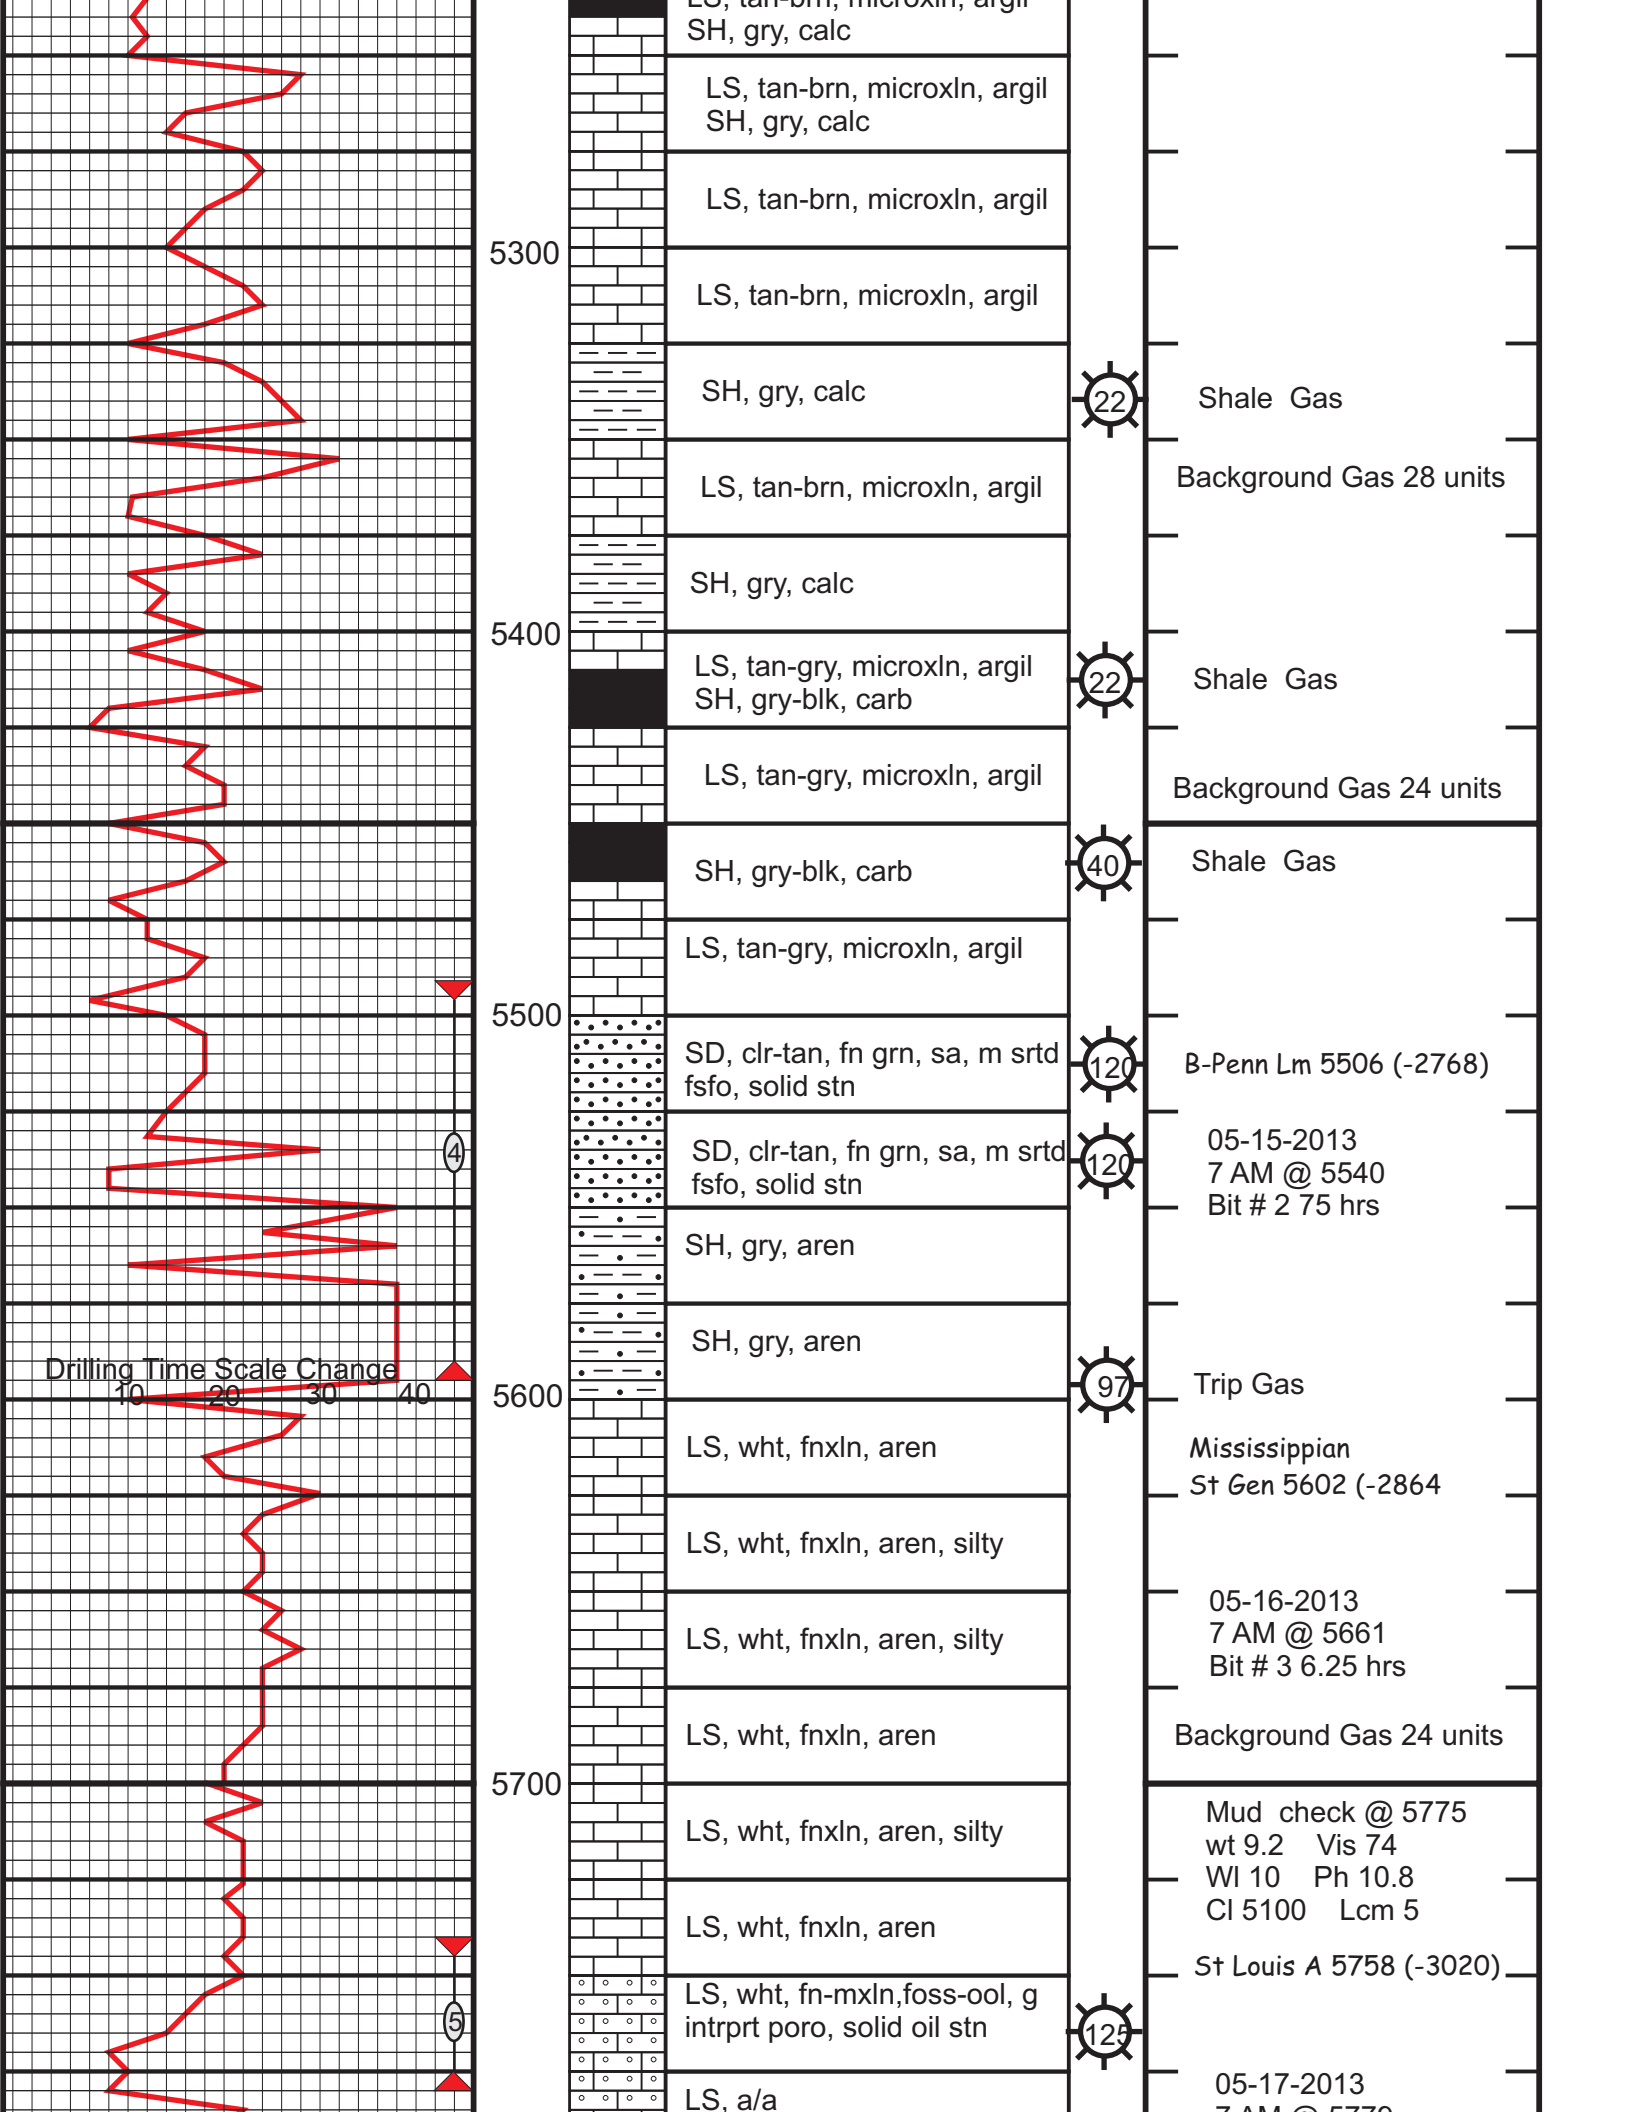 LS, tan-brn, microxln, argil
SH, gry, calc
LS, tan-brn, microxln, argil
SH, gry, calc
LS, tan-brn, microxln, argil
5300
LS, tan-brn, microxln, argil
SH, gry, calc
22
Shale Gas
LS, tan-brn, microxln, argil
Background Gas 28 units
SH, gry, calc
5400
LS, tan-gry, microxln, argil
SH, gry-blk, carb
22
Shale Gas
LS, tan-gry, microxln, argil
Background Gas 24 units
SH, gry-blk, carb
40
Shale Gas
LS, tan-gry, microxln, argil
5500
SD, clr-tan, fn grn, sa, m srtd
fsfo, solid stn
120
B-Penn Lm 5506 (-2768)
4
SD, clr-tan, fn grn, sa, m srtd
fsfo, solid stn
120
05-15-2013
7 AM @ 5540
Bit # 2 75 hrs
SH, gry, aren
SH, gry, aren
Drilling Time Scale Change
10 20 30 40
5600
97
Trip Gas
LS, wht, fnxln, aren
Mississippian
St Gen 5602 (-2864
LS, wht, fnxln, aren, silty
LS, wht, fnxln, aren, silty
05-16-2013
7 AM @ 5661
Bit # 3 6.25 hrs
LS, wht, fnxln, aren
Background Gas 24 units
5700
LS, wht, fnxln, aren, silty
Mud check @ 5775
wt 9.2 Vis 74
Wl 10 Ph 10.8
Cl 5100 Lcm 5
LS, wht, fnxln, aren
St Louis A 5758 (-3020)
5
LS, wht, fn-mxln,foss-ool, g
intrprt poro, solid oil stn
125
LS, a/a
05-17-2013
7 AM @ 5779